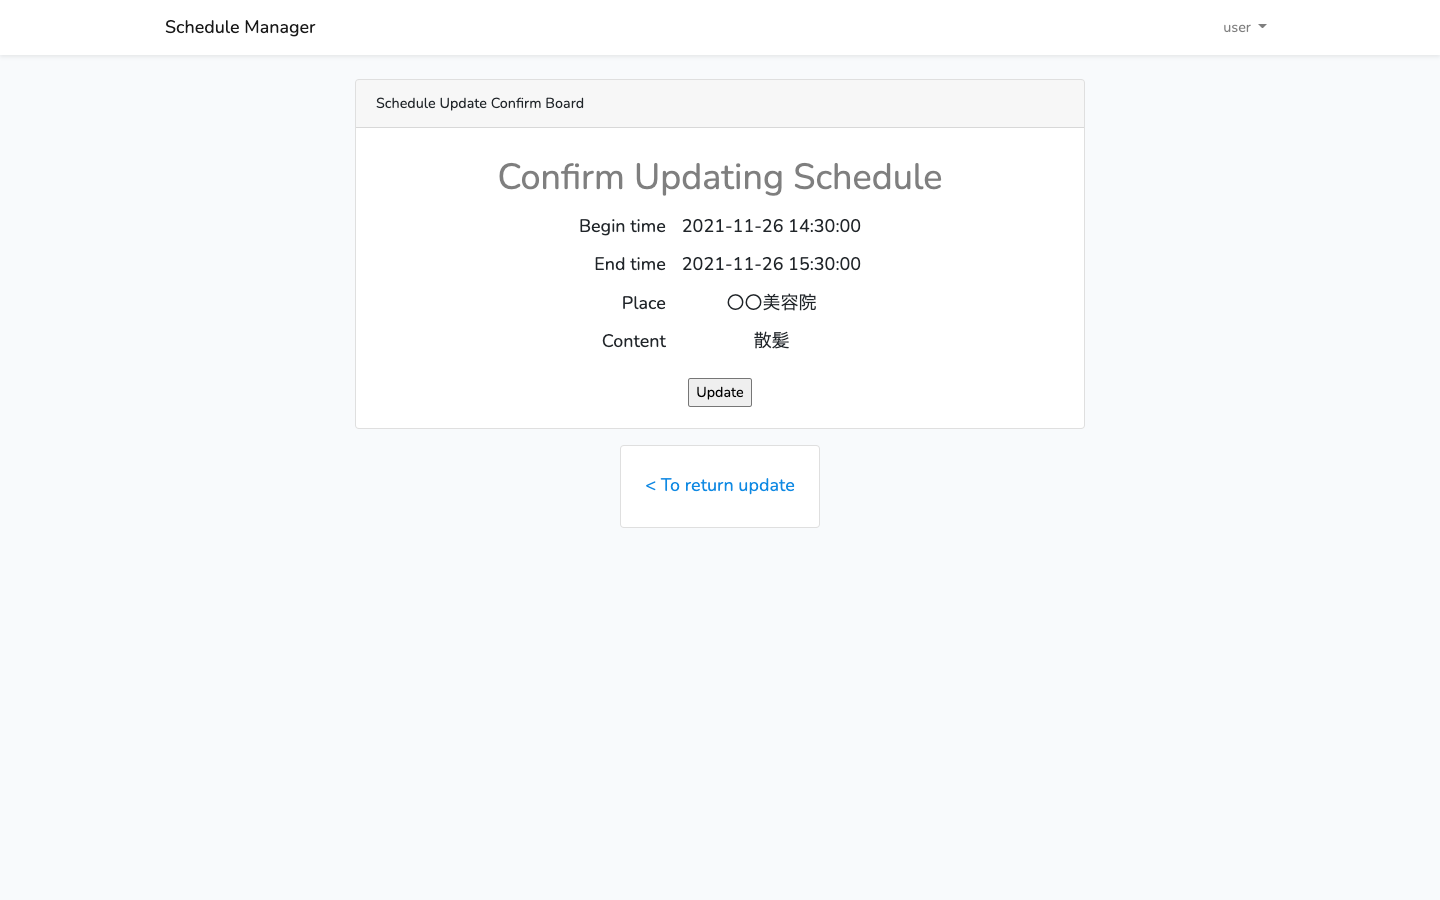 Schedule Manager
user
Schedule Update Confirm Board
Confirm Updating Schedule
Begin time 2021-11-26 14:30:00
End time 2021-11-26 15:30:00
Place 〇〇美容院
Content 散髪
Update
< To return update